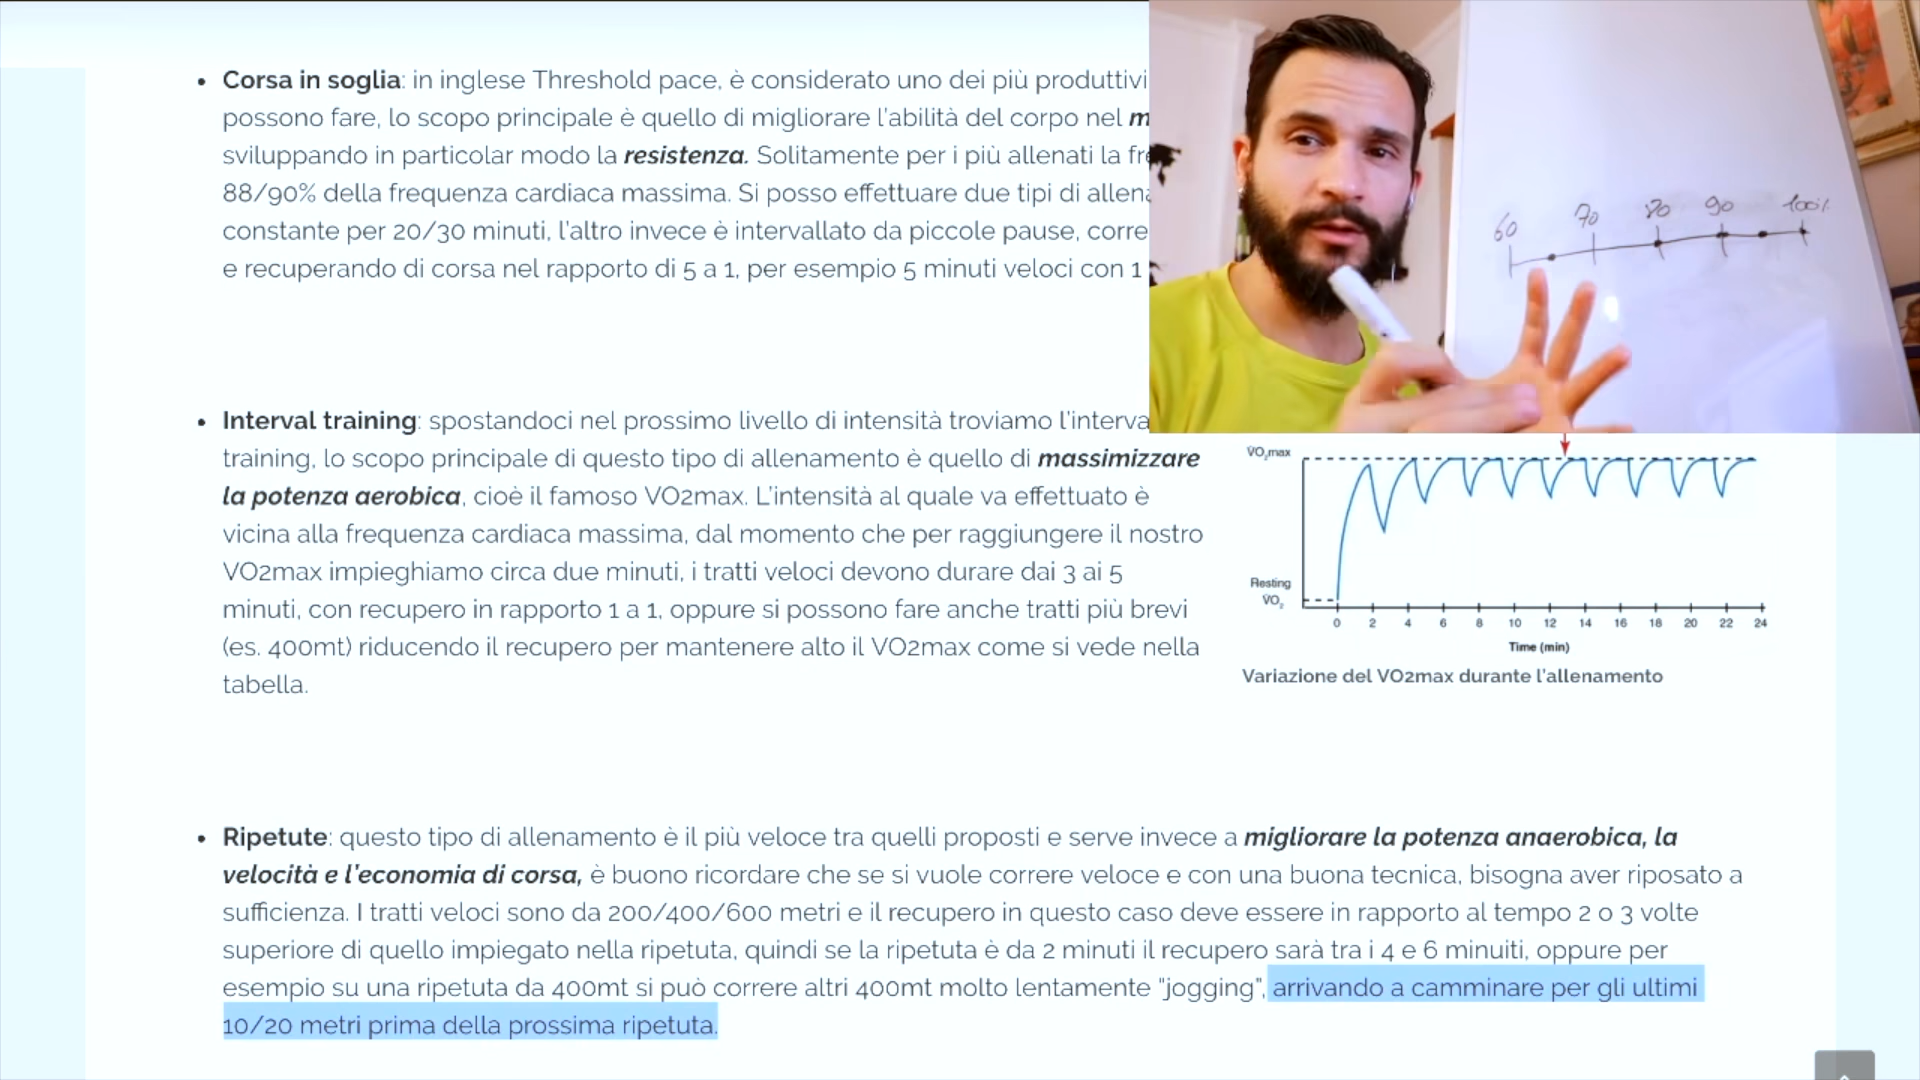 Corsa in soglia: in inglese Threshold pace, è considerato uno dei più produttivi
possono fare, lo scopo principale è quello di migliorare l'abilità del corpo nel
sviluppando in particolar modo la resistenza. Solitamente per i più allenati la
88/90% della frequenza cardiaca massima. Si posso effettuare due tipi di
constante per 20/30 minuti, l'altro invece è intervallato da piccole pause,
e recuperando di corsa nel rapporto di 5 a 1, per esempio 5 minuti veloci con 1
60 70 80 90 100%
Interval training: spostandoci nel prossimo livello di intensità troviamo
training, lo scopo principale di questo tipo di allenamento è quello di massimizzare
la potenza aerobica, cioè il famoso VO2max. L'intensità al quale va effettuato è
vicina alla frequenza cardiaca massima, dal momento che per raggiungere il nostro
VO2max impieghiamo circa due minuti, i tratti veloci devono durare dai 3 ai 5
minuti, con recupero in rapporto 1 a 1, oppure si possono fare anche tratti più brevi
(es. 400mt) riducendo il recupero per mantenere alto il VO2max come si vede nella
tabella.
V̇O₂max
Resting
V̇O₂
0 2 4 6 8 10 12 14 16 18 20 22 24
Time (min)
Variazione del VO2max durante l'allenamento
Ripetute: questo tipo di allenamento è il più veloce tra quelli proposti e serve invece a migliorare la potenza anaerobica, la
velocità e l'economia di corsa, è buono ricordare che se si vuole correre veloce e con una buona tecnica, bisogna aver riposato a
sufficienza. I tratti veloci sono da 200/400/600 metri e il recupero in questo caso deve essere in rapporto al tempo 2 o 3 volte
superiore di quello impiegato nella ripetuta, quindi se la ripetuta è da 2 minuti il recupero sarà tra i 4 e 6 minuiti, oppure per
esempio su una ripetuta da 400mt si può correre altri 400mt molto lentamente "jogging", arrivando a camminare per gli ultimi
10/20 metri prima della prossima ripetuta.